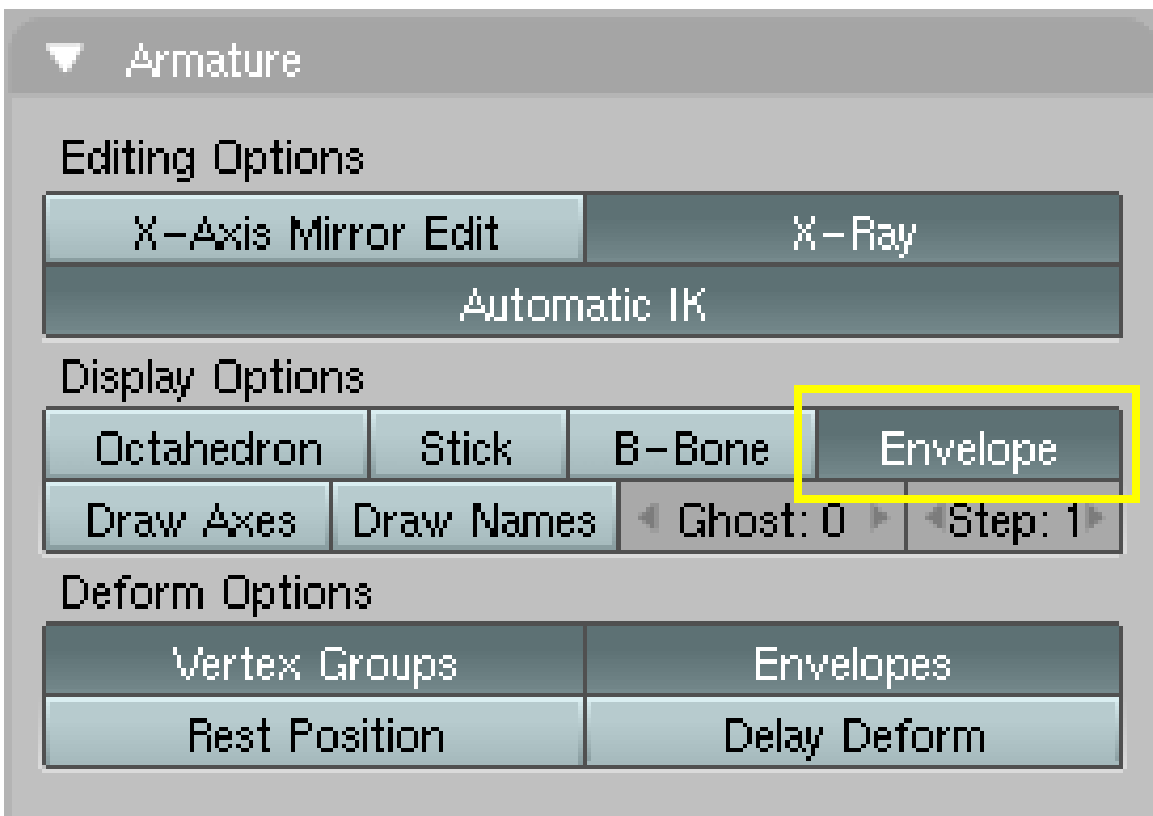 Armature
Editing Options
X-Axis Mirror Edit X-Ray
Automatic IK
Display Options
Octahedron Stick B-Bone Envelope
Draw Axes Draw Names Ghost: 0 Step: 1
Deform Options
Vertex Groups Envelopes
Rest Position Delay Deform